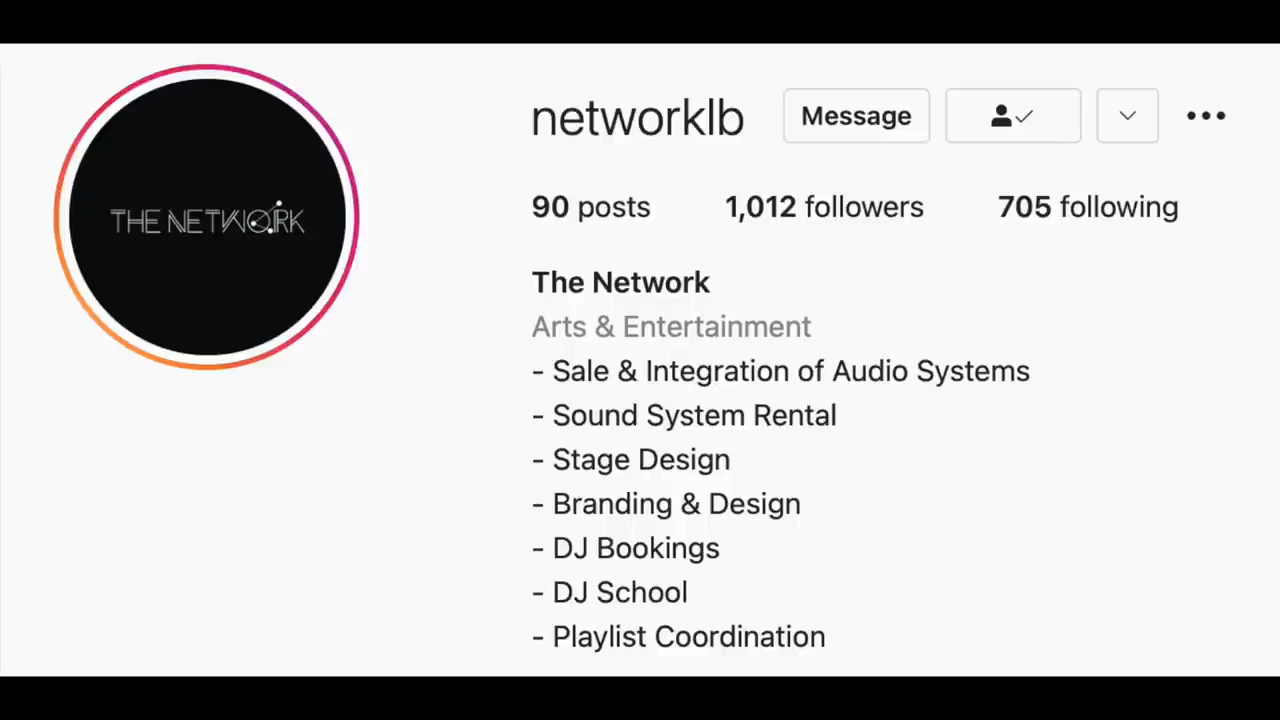 THE NETWORK
networklb Message
90 posts 1,012 followers 705 following
The Network
Arts & Entertainment
- Sale & Integration of Audio Systems
- Sound System Rental
- Stage Design
- Branding & Design
- DJ Bookings
- DJ School
- Playlist Coordination